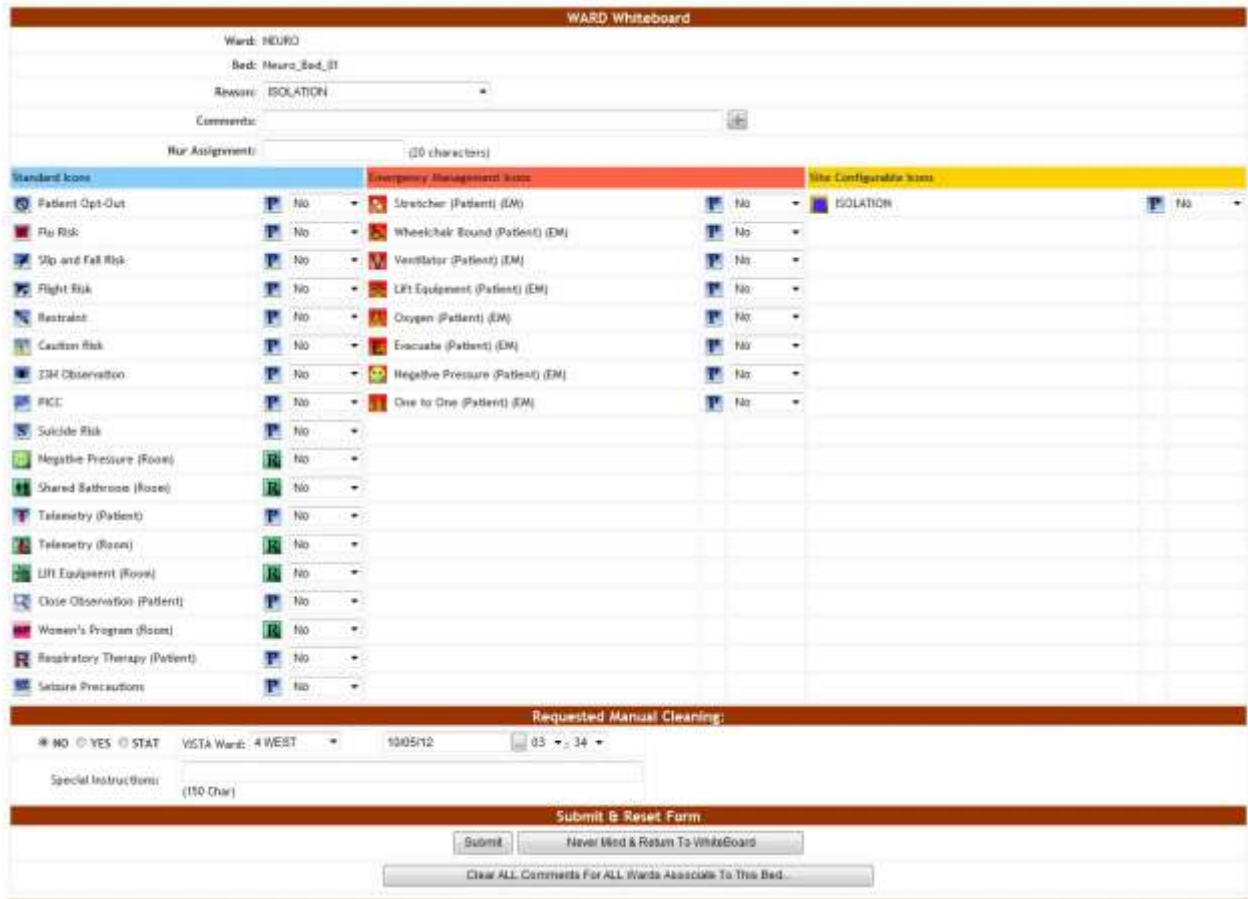 WARD Whiteboard
Ward: NEURO
Bed: Neuro_Bed_01
Reason: ISOLATION
Comments:
Nur Assignment: (20 characters)
Standard Icons Emergency Management Icons Site Configurable Icons
Patient Opt-Out P No Stretcher (Patient) (EM) P No ISOLATION P No
Flu Risk P No Wheelchair Bound (Patient) (EM) P No
Slip and Fall Risk P No Ventilator (Patient) (EM) P No
Flight Risk P No Lift Equipment (Patient) (EM) P No
Restraint P No Oxygen (Patient) (EM) P No
Caution Risk P No Evacuate (Patient) (EM) P No
23H Observation P No Negative Pressure (Patient) (EM) P No
PICC P No One to One (Patient) (EM) P No
S Suicide Risk P No
Negative Pressure (Room) R No
Shared Bathroom (Room) R No
T Telemetry (Patient) P No
Telemetry (Room) R No
Lift Equipment (Room) R No
Close Observation (Patient) P No
WP Women's Program (Room) R No
R Respiratory Therapy (Patient) P No
Seizure Precautions P No
Requested Manual Cleaning:
NO YES STAT VISTA Ward: 4 WEST 10/05/12 03 : 34
Special Instructions:
(150 Char)
Submit & Reset Form
Submit Never Mind & Return To WhiteBoard
Clear ALL Comments For ALL Wards Associate To This Bed...